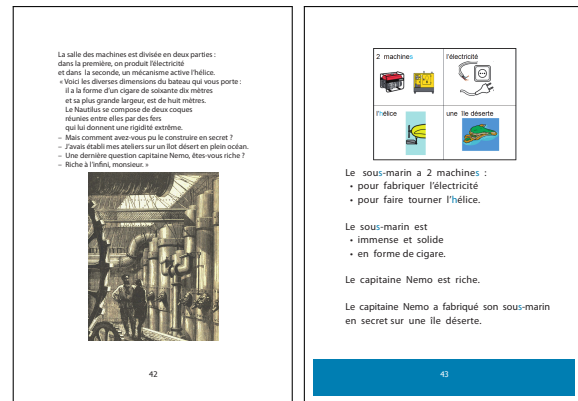 La salle des machines est divisée en deux parties :
dans la première, on produit l'électricité
et dans la seconde, un mécanisme active l'hélice.
« Voici les diverses dimensions du bateau qui vous porte :
il a la forme d'un cigare de soixante dix mètres
et sa plus grande largeur, est de huit mètres.
Le Nautilus se compose de deux coques
réunies entre elles par des fers
qui lui donnent une rigidité extrême.
– Mais comment avez-vous pu le construire en secret ?
– J'avais établi mes ateliers sur un îlot désert en plein océan.
– Une dernière question capitaine Nemo, êtes-vous riche ?
– Riche à l'infini, monsieur. »
42
2 machines
l'électricité
l'hélice
une île déserte
Le sous-marin a 2 machines :
• pour fabriquer l'électricité
• pour faire tourner l'hélice.
Le sous-marin est
• immense et solide
• en forme de cigare.
Le capitaine Nemo est riche.
Le capitaine Nemo a fabriqué son sous-marin
en secret sur une île déserte.
43